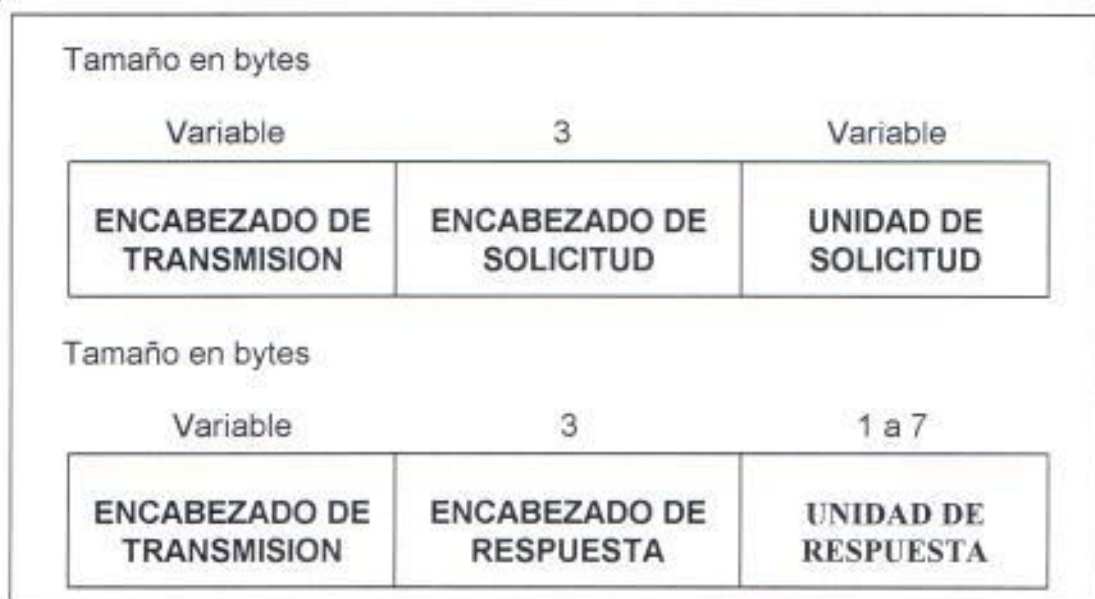 Tamaño en bytes
Variable 3 Variable
ENCABEZADO DE TRANSMISION
ENCABEZADO DE SOLICITUD
UNIDAD DE SOLICITUD
Tamaño en bytes
Variable 3 1 a 7
ENCABEZADO DE TRANSMISION
ENCABEZADO DE RESPUESTA
UNIDAD DE RESPUESTA